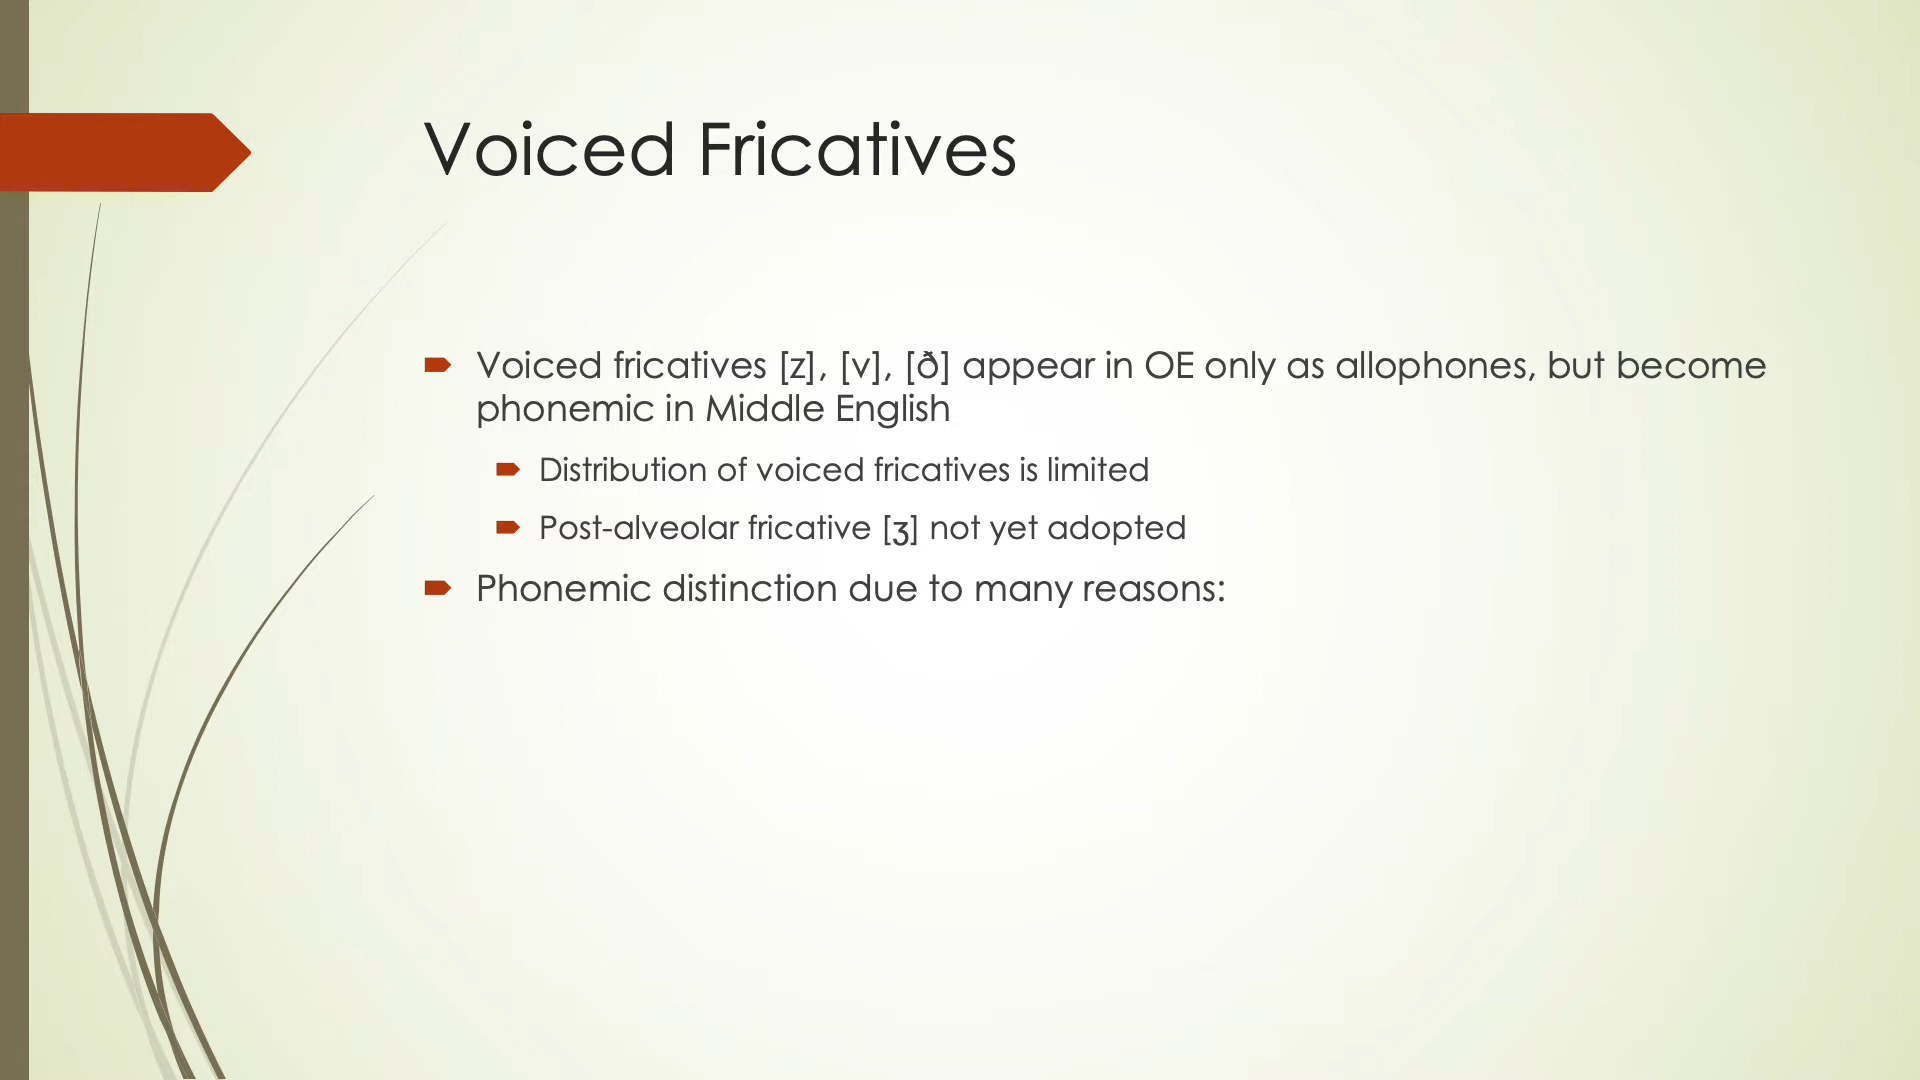 Voiced Fricatives
Voiced fricatives [z], [v], [ð] appear in OE only as allophones, but become
phonemic in Middle English
Distribution of voiced fricatives is limited
Post-alveolar fricative [ʒ] not yet adopted
Phonemic distinction due to many reasons: